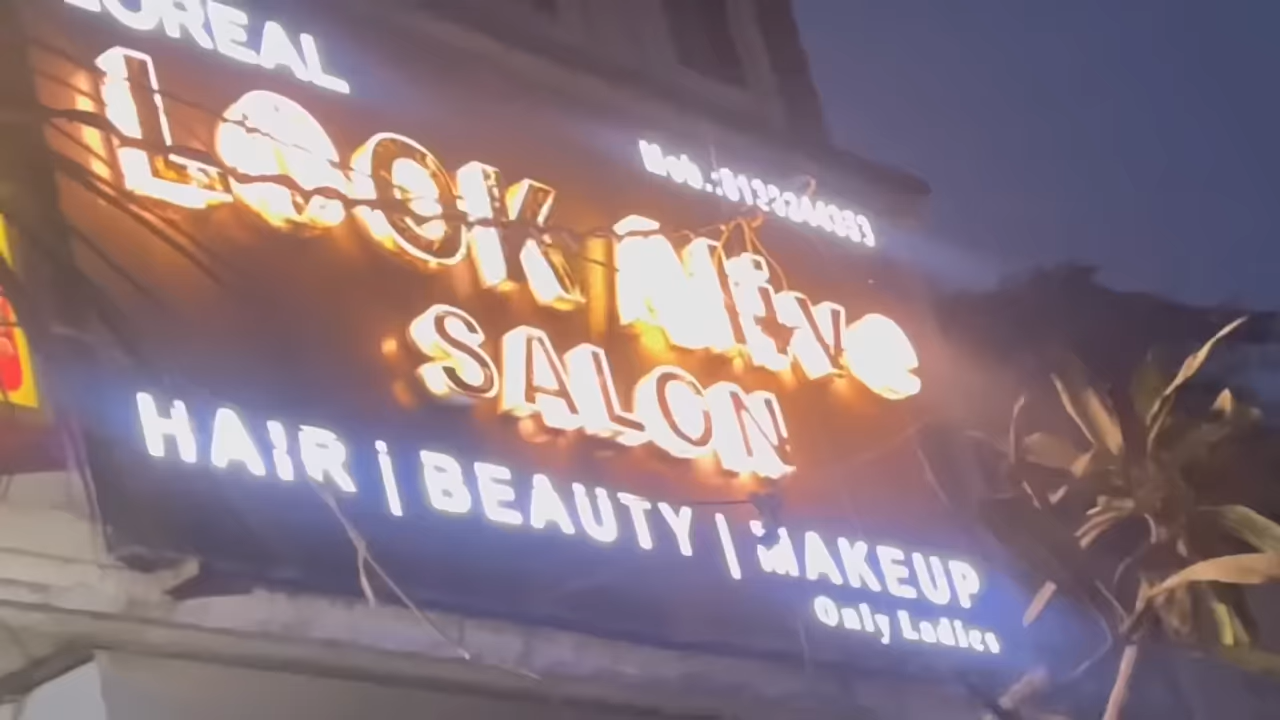 LOREAL
LOOK
SALON
Mob.:
HAIR | BEAUTY | MAKEUP
Only Ladies